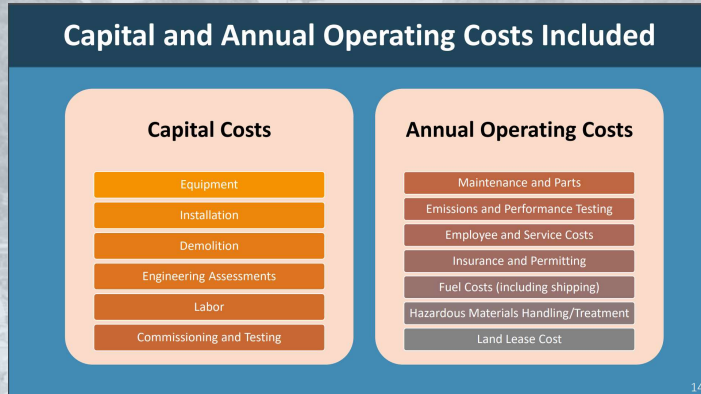 Capital and Annual Operating Costs Included
Capital Costs
Equipment
Installation
Demolition
Engineering Assessments
Labor
Commissioning and Testing
Annual Operating Costs
Maintenance and Parts
Emissions and Performance Testing
Employee and Service Costs
Insurance and Permitting
Fuel Costs (including shipping)
Hazardous Materials Handling/Treatment
Land Lease Cost
14